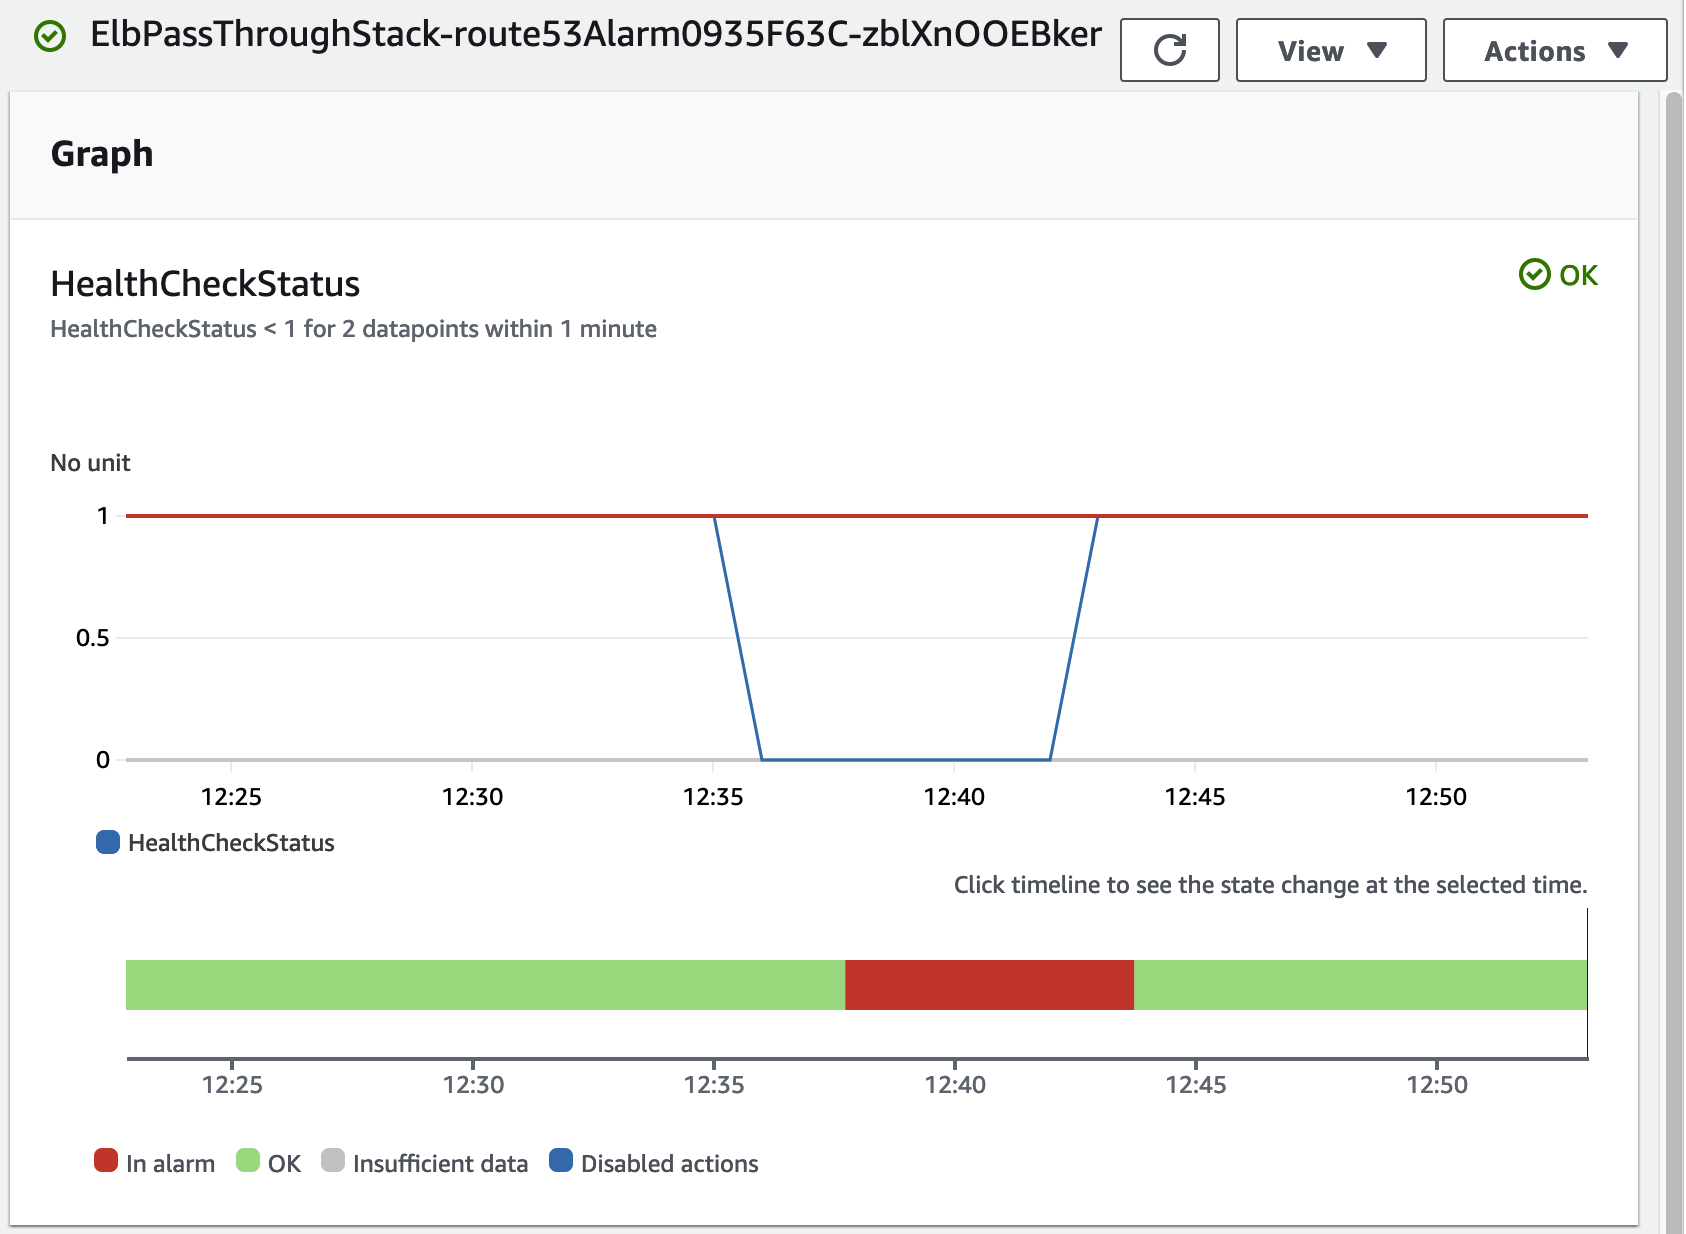 ElbPassThroughStack-route53Alarm0935F63C-zblXnOOEBker
View
Actions
Graph
HealthCheckStatus
OK
HealthCheckStatus < 1 for 2 datapoints within 1 minute
No unit
1
0.5
0
12:25 12:30 12:35 12:40 12:45 12:50
HealthCheckStatus
Click timeline to see the state change at the selected time.
12:25 12:30 12:35 12:40 12:45 12:50
In alarm OK Insufficient data Disabled actions